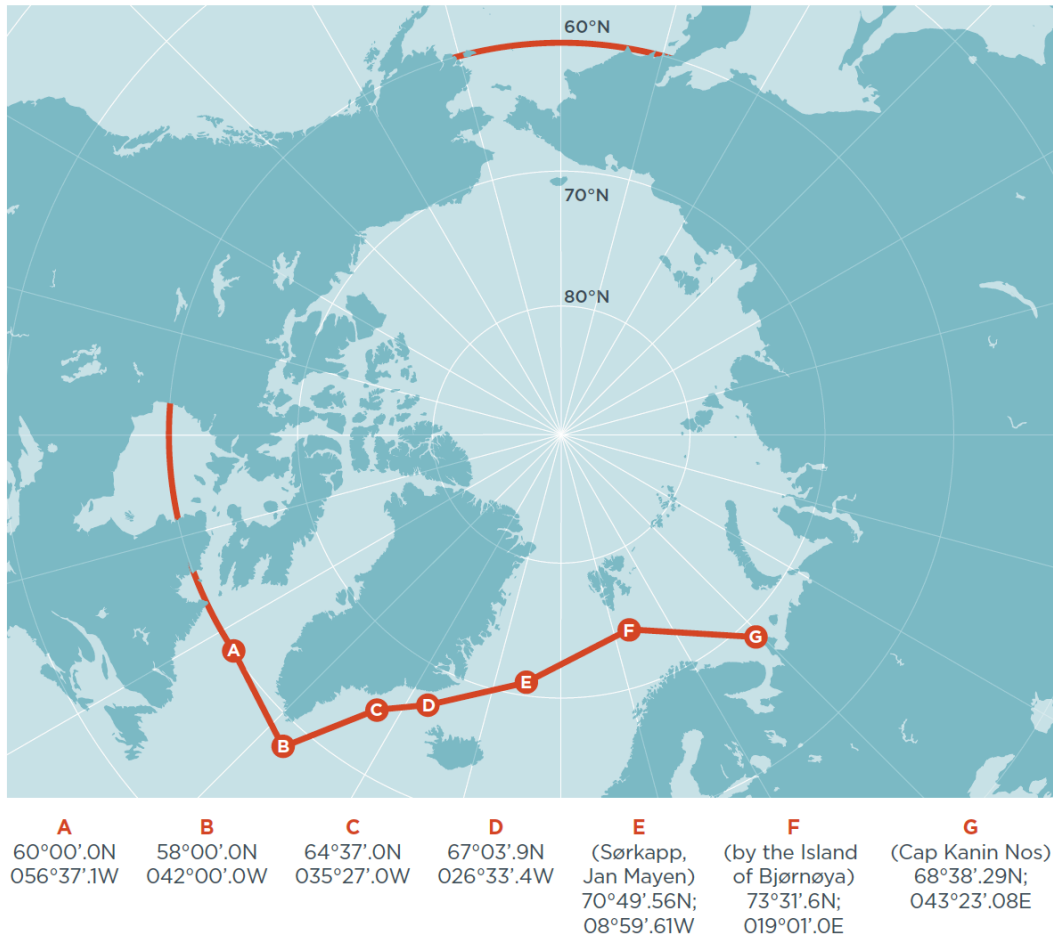 60°N
70°N
80°N
A
B
C
D
E
F
G
A
60°00'.0N
056°37'.1W
B
58°00'.0N
042°00'.0W
C
64°37'.0N
035°27'.0W
D
67°03'.9N
026°33'.4W
E
(Sørkapp,
Jan Mayen)
70°49'.56N;
08°59'.61W
F
(by the Island
of Bjørnøya)
73°31'.6N;
019°01'.0E
G
(Cap Kanin Nos)
68°38'.29N;
043°23'.08E